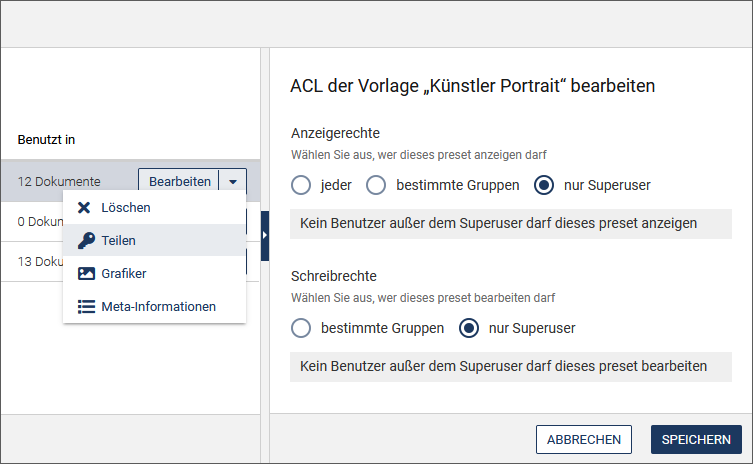 Benutzt in
12 Dokumente
Bearbeiten
0 Dokum
13 Doku
Löschen
Teilen
Grafiker
Meta-Informationen
ACL der Vorlage „Künstler Portrait“ bearbeiten
Anzeigerechte
Wählen Sie aus, wer dieses preset anzeigen darf
jeder bestimmte Gruppen nur Superuser
Kein Benutzer außer dem Superuser darf dieses preset anzeigen
Schreibrechte
Wählen Sie aus, wer dieses preset bearbeiten darf
bestimmte Gruppen nur Superuser
Kein Benutzer außer dem Superuser darf dieses preset bearbeiten
ABBRECHEN SPEICHERN